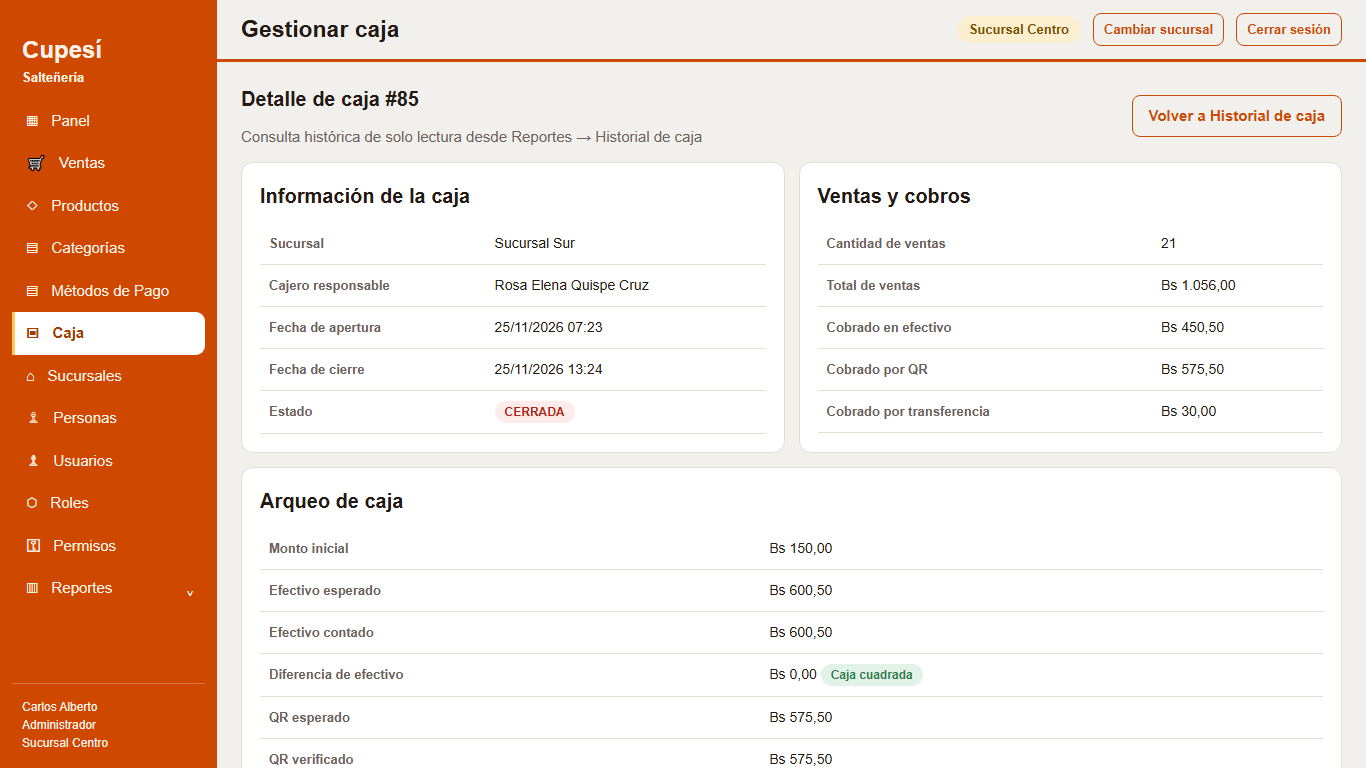 Cupesí
Salteñería
Panel
Ventas
Productos
Categorías
Métodos de Pago
Caja
Sucursales
Personas
Usuarios
Roles
Permisos
Reportes
Carlos Alberto
Administrador
Sucursal Centro
Gestionar caja
Sucursal Centro
Cambiar sucursal
Cerrar sesión
Detalle de caja #85
Consulta histórica de solo lectura desde Reportes → Historial de caja
Volver a Historial de caja
Información de la caja
Sucursal Sucursal Sur
Cajero responsable Rosa Elena Quispe Cruz
Fecha de apertura 25/11/2026 07:23
Fecha de cierre 25/11/2026 13:24
Estado CERRADA
Ventas y cobros
Cantidad de ventas 21
Total de ventas Bs 1.056,00
Cobrado en efectivo Bs 450,50
Cobrado por QR Bs 575,50
Cobrado por transferencia Bs 30,00
Arqueo de caja
Monto inicial Bs 150,00
Efectivo esperado Bs 600,50
Efectivo contado Bs 600,50
Diferencia de efectivo Bs 0,00 Caja cuadrada
QR esperado Bs 575,50
QR verificado Bs 575,50